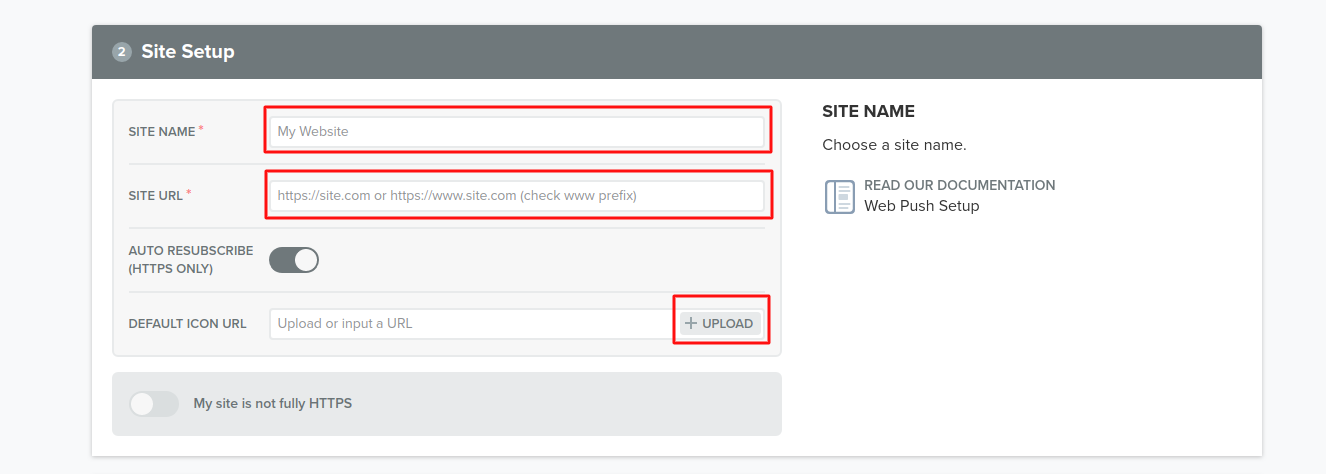 2 Site Setup
SITE NAME *
My Website
SITE URL *
https://site.com or https://www.site.com (check www prefix)
AUTO RESUBSCRIBE
(HTTPS ONLY)
DEFAULT ICON URL
Upload or input a URL
+ UPLOAD
My site is not fully HTTPS
SITE NAME
Choose a site name.
READ OUR DOCUMENTATION
Web Push Setup